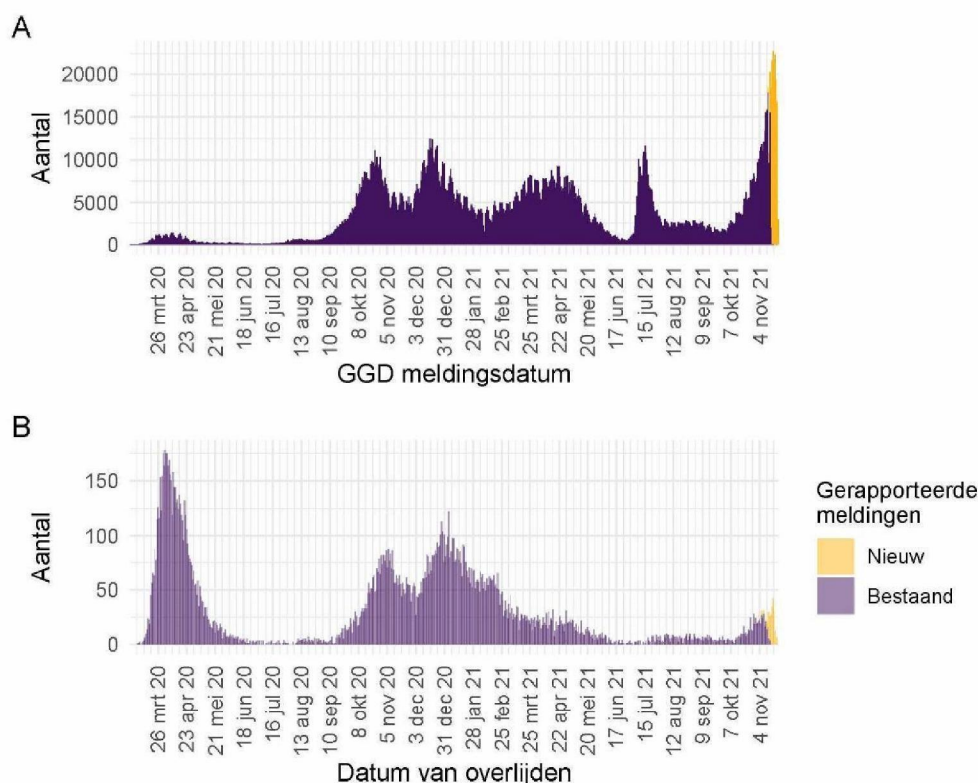 A
Aantal
20000
15000
10000
5000
0
26 mrt 20
23 apr 20
21 mei 20
18 jun 20
16 jul 20
13 aug 20
10 sep 20
8 okt 20
5 nov 20
3 dec 20
31 dec 20
28 jan 21
25 feb 21
25 mrt 21
22 apr 21
20 mei 21
17 jun 21
15 jul 21
12 aug 21
9 sep 21
7 okt 21
4 nov 21
GGD meldingsdatum
B
Aantal
150
100
50
0
26 mrt 20
23 apr 20
21 mei 20
18 jun 20
16 jul 20
13 aug 20
10 sep 20
8 okt 20
5 nov 20
3 dec 20
31 dec 20
28 jan 21
25 feb 21
25 mrt 21
22 apr 21
20 mei 21
17 jun 21
15 jul 21
12 aug 21
9 sep 21
7 okt 21
4 nov 21
Datum van overlijden
Gerapporteerde
meldingen
Nieuw
Bestaand